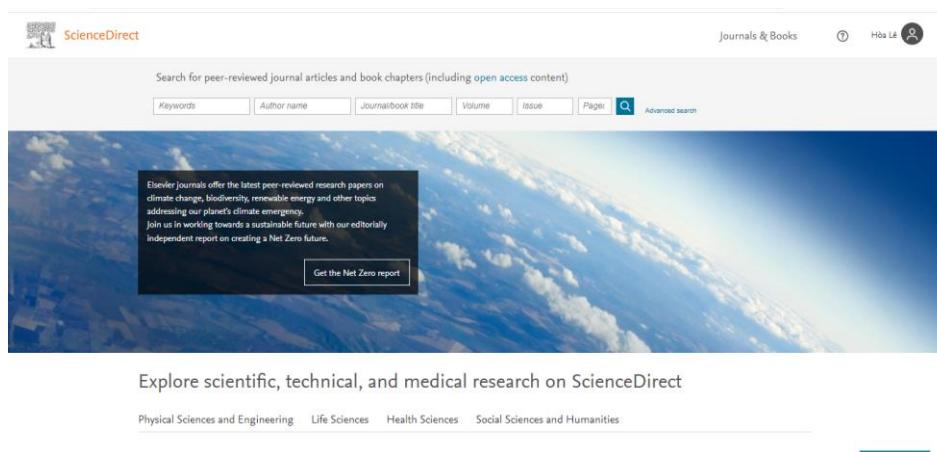 ScienceDirect
Journals & Books
?
Hòa Lê
Search for peer-reviewed journal articles and book chapters (including open access content)
Keywords Author name Journal/book title Volume Issue Page: Advanced search
Elsevier journals offer the latest peer-reviewed research papers on
climate change, biodiversity, renewable energy and other topics
addressing our planet's climate emergency.
Join us in working towards a sustainable future with our editorially
independent report on creating a Net Zero future.
Get the Net Zero report
Explore scientific, technical, and medical research on ScienceDirect
Physical Sciences and Engineering Life Sciences Health Sciences Social Sciences and Humanities